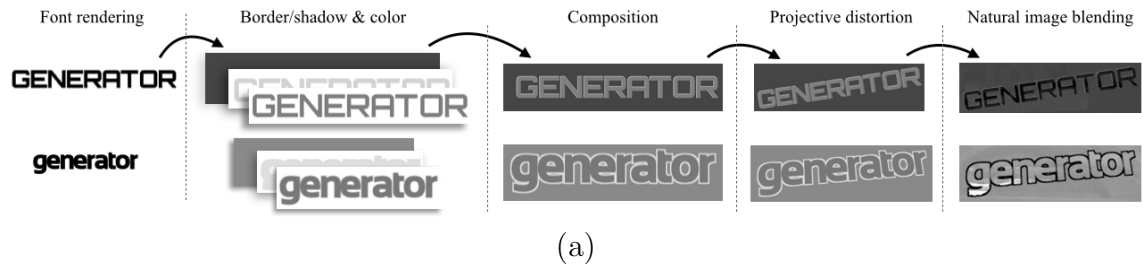 Font rendering Border/shadow & color Composition Projective distortion Natural image blending
GENERATOR GENERATOR GENERATOR GENERATOR GENERATOR
generator generator generator generator generator
(a)